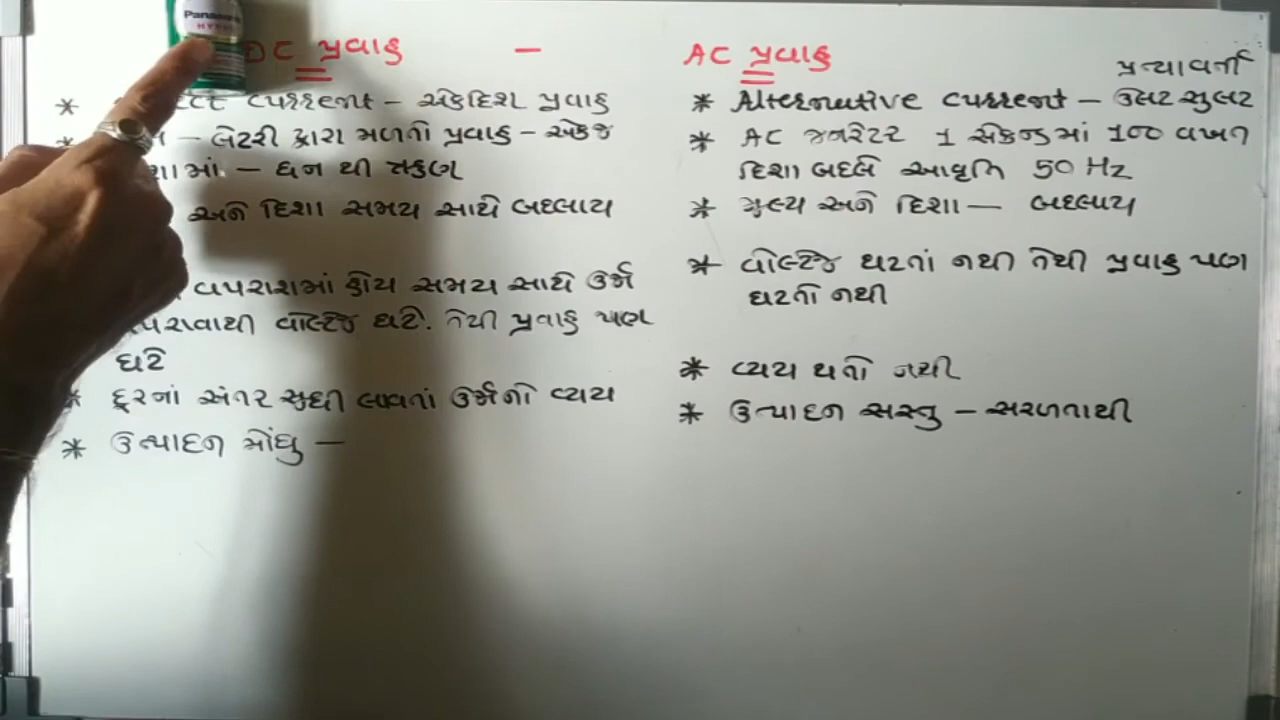 Panasonic
DC પ્રવાહ —
current – એકદિશ પ્રવાહ
– બેટરી દ્વારા મળતો પ્રવાહ – એકજ
શામાં – ધન થી ઋણ
અને દિશા સમય સાથે બદલાય
વપરાશમાં હોય સમય સાથે ઉર્જા
વપરાવાથી વોલ્ટેજ ઘટે. તેથી પ્રવાહ પણ
ઘટે
* દૂરનાં અંતર સુધી લાવતાં ઉર્જાનો વ્યય
* ઉત્પાદન મોંઘુ —
AC પ્રવાહ
પ્રત્યાવર્તી
* Alternative current – ઉલટ સુલટ
* AC જનરેટર 1 સેકન્ડમાં 100 વખત
દિશા બદલે આવૃતિ 50 Hz
* મુલ્ય અને દિશા — બદલાય
* વોલ્ટેજ ઘટતાં નથી તેથી પ્રવાહ પણ
ઘટતો નથી
* વ્યય થતો નથી
* ઉત્પાદન સસ્તુ – સરળતાથી